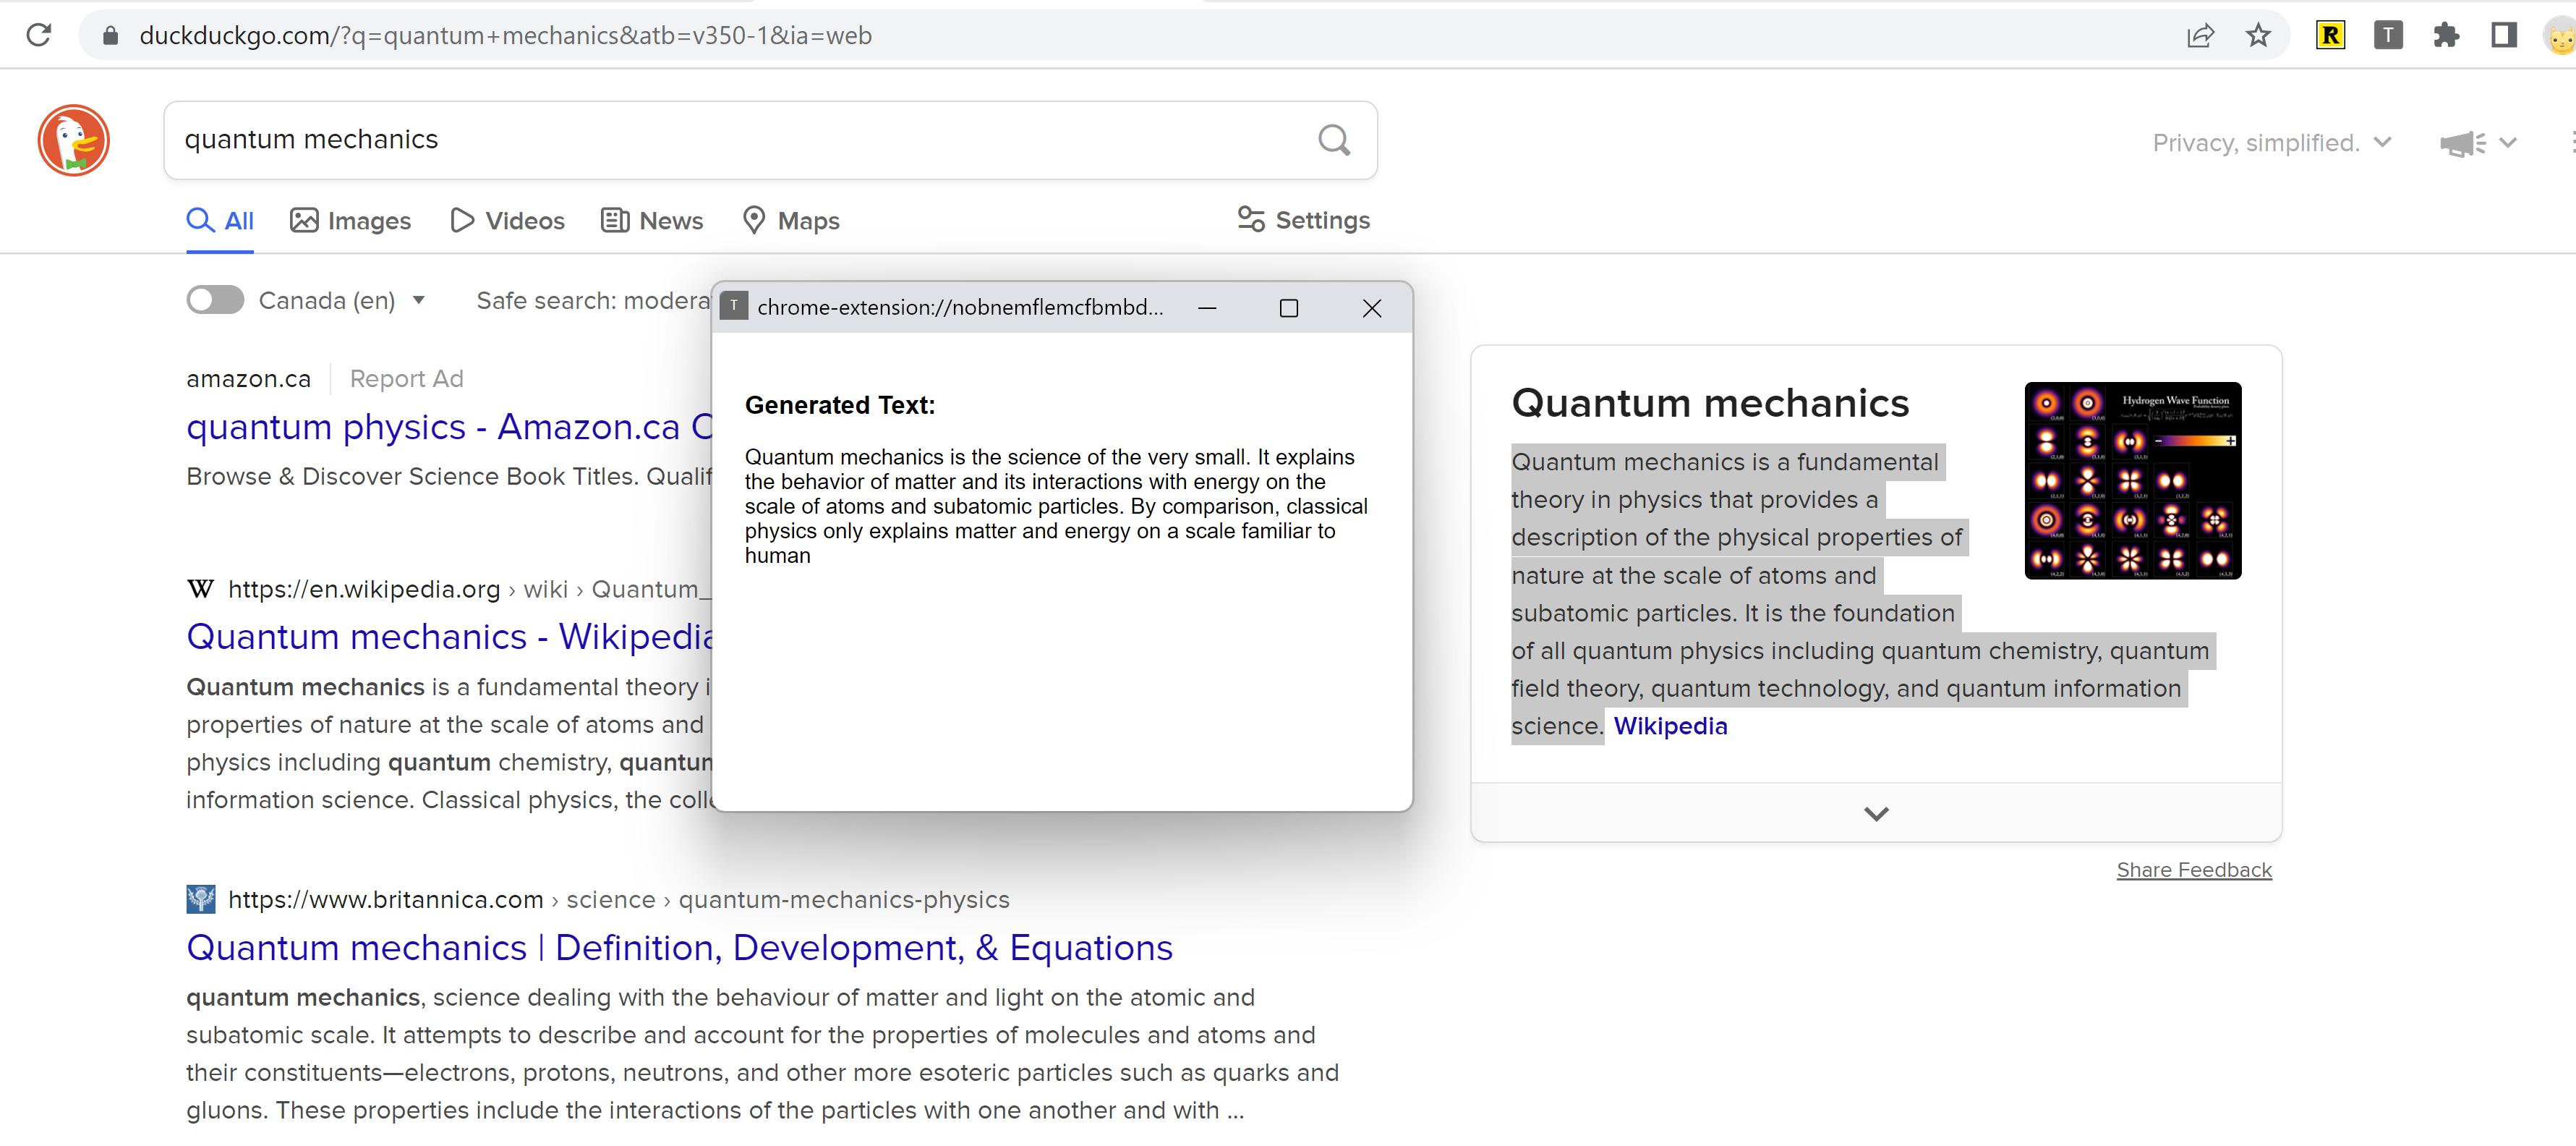 duckduckgo.com/?q=quantum+mechanics&atb=v350-1&ia=web
R
T
quantum mechanics
Privacy, simplified.
All
Images
Videos
News
Maps
Settings
Canada (en)
Safe search:
amazon.ca
Report Ad
quantum physics - Amazon.ca
Browse & Discover Science Book Titles.
W https://en.wikipedia.org › wiki › Quantum_
Quantum mechanics - Wikipedia
Quantum mechanics is a fundamental theory
properties of nature at the scale of atoms and
physics including quantum chemistry,
information science. Classical physics, the
T chrome-extension://nobnemflemcfbmbd...
Generated Text:
Quantum mechanics is the science of the very small. It explains
the behavior of matter and its interactions with energy on the
scale of atoms and subatomic particles. By comparison, classical
physics only explains matter and energy on a scale familiar to
human
https://www.britannica.com › science › quantum-mechanics-physics
Quantum mechanics | Definition, Development, & Equations
quantum mechanics, science dealing with the behaviour of matter and light on the atomic and
subatomic scale. It attempts to describe and account for the properties of molecules and atoms and
their constituents—electrons, protons, neutrons, and other more esoteric particles such as quarks and
gluons. These properties include the interactions of the particles with one another and with ...
Quantum mechanics
Hydrogen Wave Function
Quantum mechanics is a fundamental
theory in physics that provides a
description of the physical properties of
nature at the scale of atoms and
subatomic particles. It is the foundation
of all quantum physics including quantum chemistry, quantum
field theory, quantum technology, and quantum information
science. Wikipedia
Share Feedback